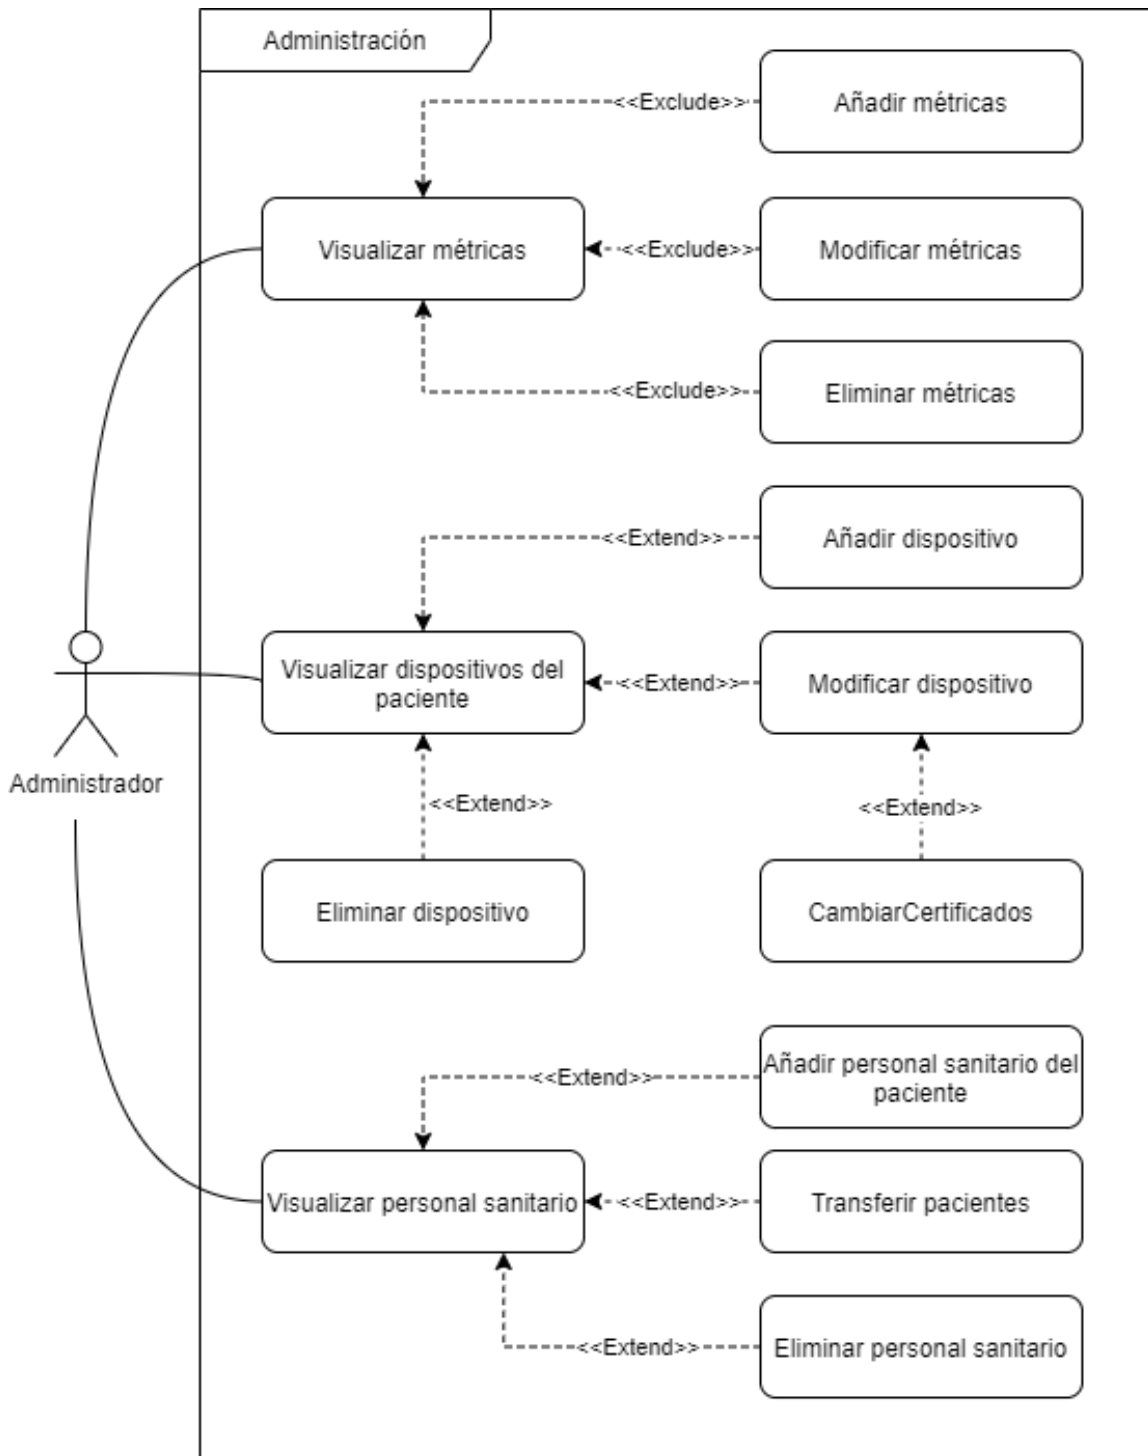 Administración
<<Exclude>>
Añadir métricas
Visualizar métricas
<<Exclude>>
Modificar métricas
<<Exclude>>
Eliminar métricas
<<Extend>>
Añadir dispositivo
Visualizar dispositivos del
paciente
<<Extend>>
Modificar dispositivo
Administrador
<<Extend>>
<<Extend>>
Eliminar dispositivo
CambiarCertificados
<<Extend>>
Añadir personal sanitario del
paciente
Visualizar personal sanitario
<<Extend>>
Transferir pacientes
<<Extend>>
Eliminar personal sanitario